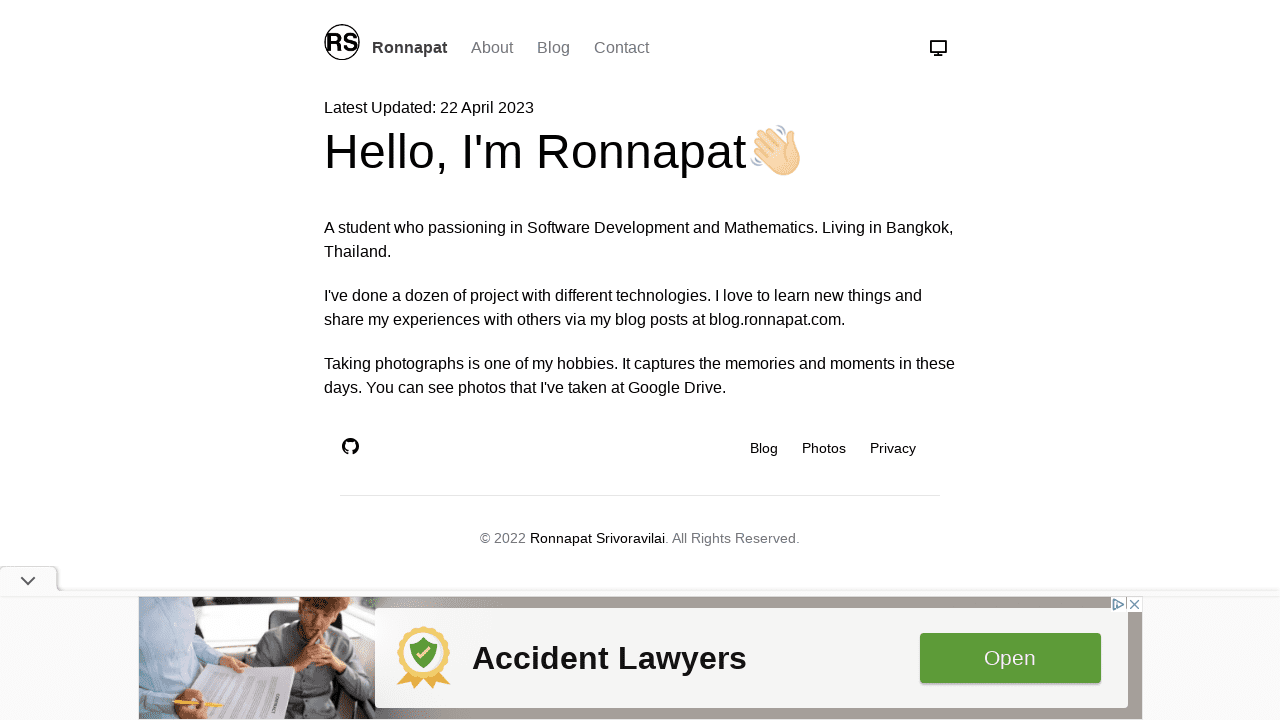 RS
Ronnapat About Blog Contact
Latest Updated: 22 April 2023
Hello, I'm Ronnapat👋🏻
A student who passioning in Software Development and Mathematics. Living in Bangkok,
Thailand.
I've done a dozen of project with different technologies. I love to learn new things and
share my experiences with others via my blog posts at blog.ronnapat.com.
Taking photographs is one of my hobbies. It captures the memories and moments in these
days. You can see photos that I've taken at Google Drive.
Blog Photos Privacy
© 2022 Ronnapat Srivoravilai. All Rights Reserved.
Accident Lawyers
Open